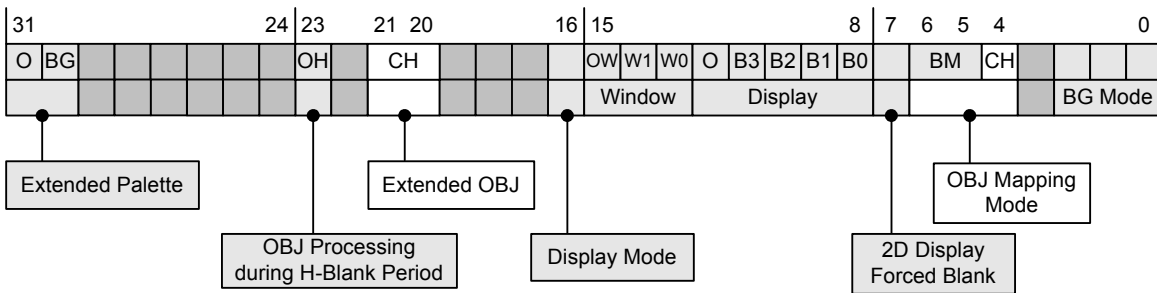 31 24 23 21 20 16 15 8 7 6 5 4 0
O BG OH CH OW W1 W0 O B3 B2 B1 B0 BM CH
Window Display BG Mode
Extended Palette
Extended OBJ
OBJ Mapping
Mode
OBJ Processing
during H-Blank Period
Display Mode
2D Display
Forced Blank